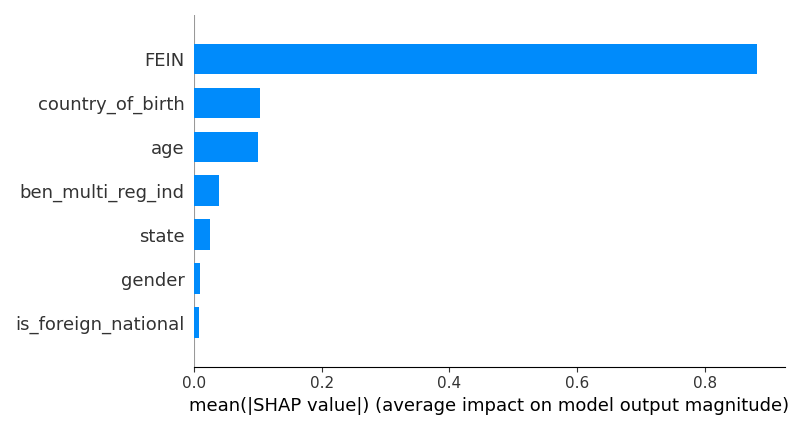 FEIN
country_of_birth
age
ben_multi_reg_ind
state
gender
is_foreign_national
0.0 0.2 0.4 0.6 0.8
mean(|SHAP value|) (average impact on model output magnitude)